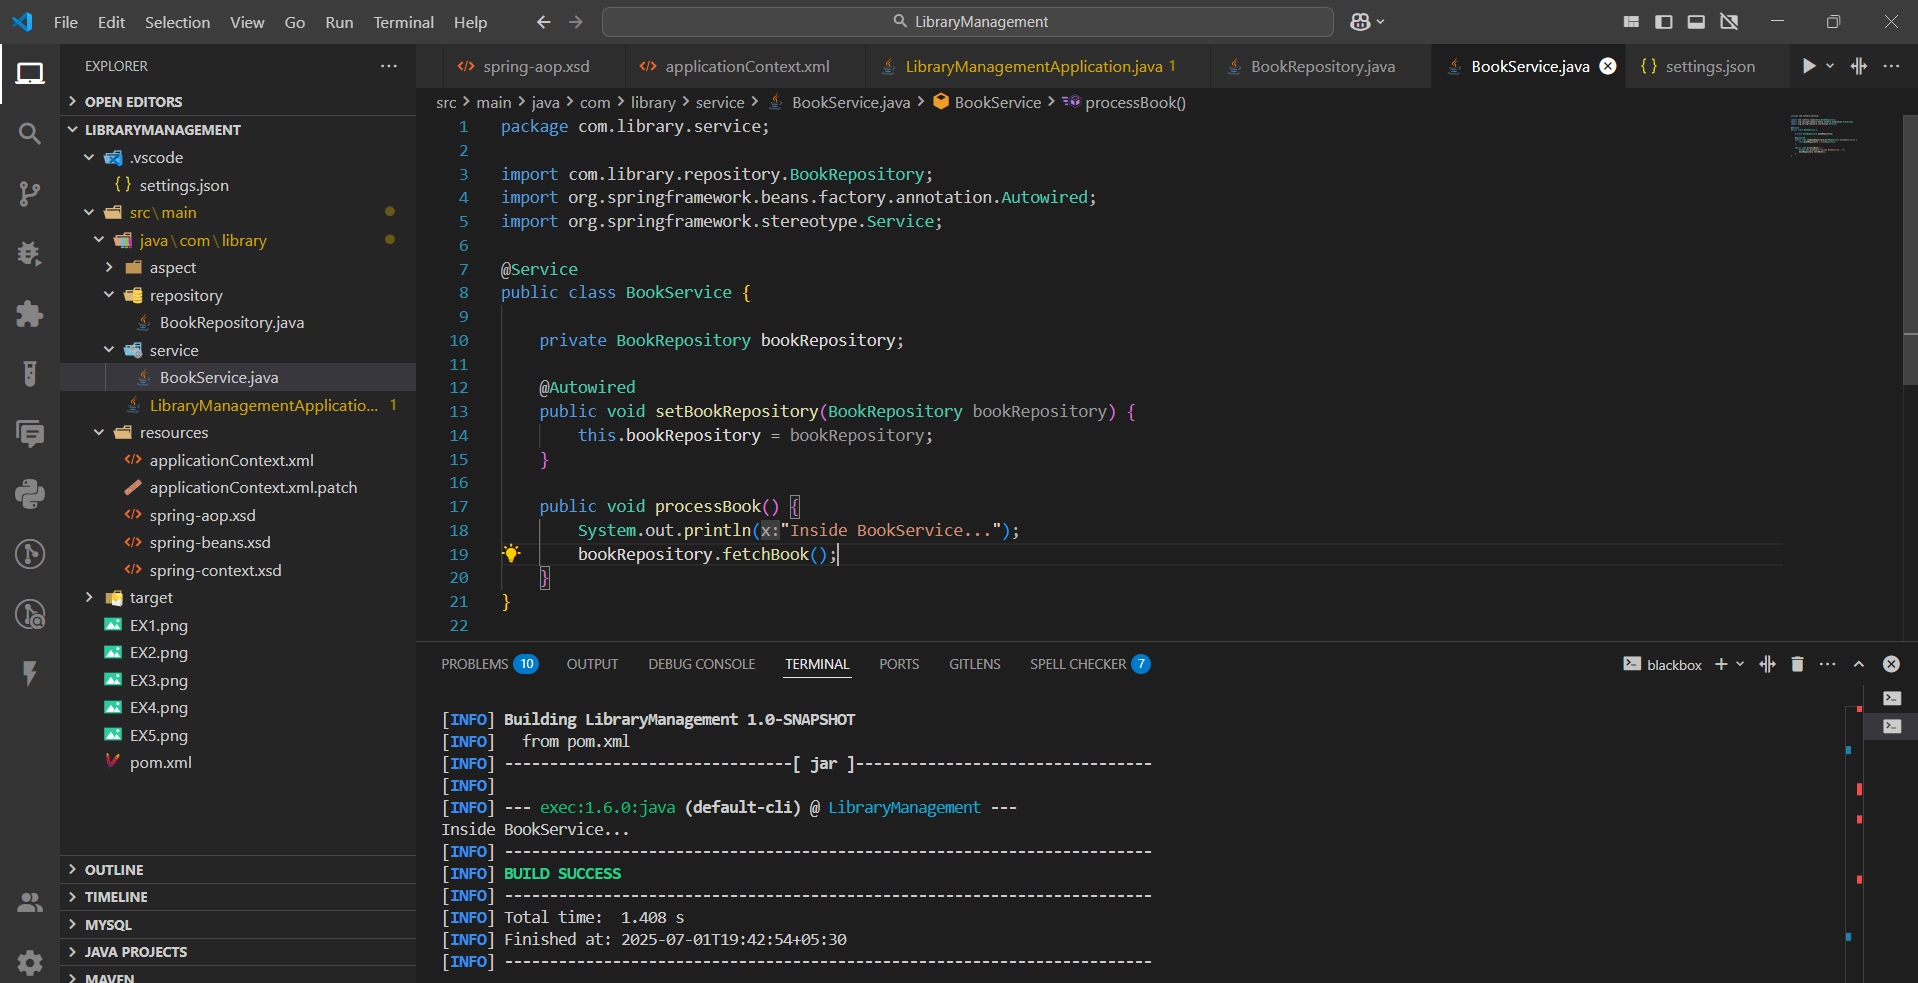 File Edit Selection View Go Run Terminal Help
LibraryManagement
EXPLORER
OPEN EDITORS
LIBRARYMANAGEMENT
.vscode
{} settings.json
src\main
java\com\library
aspect
repository
BookRepository.java
service
BookService.java
LibraryManagementApplicatio... 1
resources
applicationContext.xml
applicationContext.xml.patch
spring-aop.xsd
spring-beans.xsd
spring-context.xsd
target
EX1.png
EX2.png
EX3.png
EX4.png
EX5.png
pom.xml
OUTLINE
TIMELINE
MYSQL
JAVA PROJECTS
MAVEN
spring-aop.xsd applicationContext.xml LibraryManagementApplication.java 1 BookRepository.java BookService.java {} settings.json
src > main > java > com > library > service > BookService.java > BookService > processBook()
1 package com.library.service;
2
3 import com.library.repository.BookRepository;
4 import org.springframework.beans.factory.annotation.Autowired;
5 import org.springframework.stereotype.Service;
6
7 @Service
8 public class BookService {
9
10 private BookRepository bookRepository;
11
12 @Autowired
13 public void setBookRepository(BookRepository bookRepository) {
14 this.bookRepository = bookRepository;
15 }
16
17 public void processBook() {
18 System.out.println(x:"Inside BookService...");
19 bookRepository.fetchBook();
20 }
21 }
22
PROBLEMS 10 OUTPUT DEBUG CONSOLE TERMINAL PORTS GITLENS SPELL CHECKER 7
blackbox
[INFO] Building LibraryManagement 1.0-SNAPSHOT
[INFO] from pom.xml
[INFO] --------------------------------[ jar ]---------------------------------
[INFO]
[INFO] --- exec:1.6.0:java (default-cli) @ LibraryManagement ---
Inside BookService...
[INFO] ------------------------------------------------------------------------
[INFO] BUILD SUCCESS
[INFO] ------------------------------------------------------------------------
[INFO] Total time:  1.408 s
[INFO] Finished at: 2025-07-01T19:42:54+05:30
[INFO] ------------------------------------------------------------------------